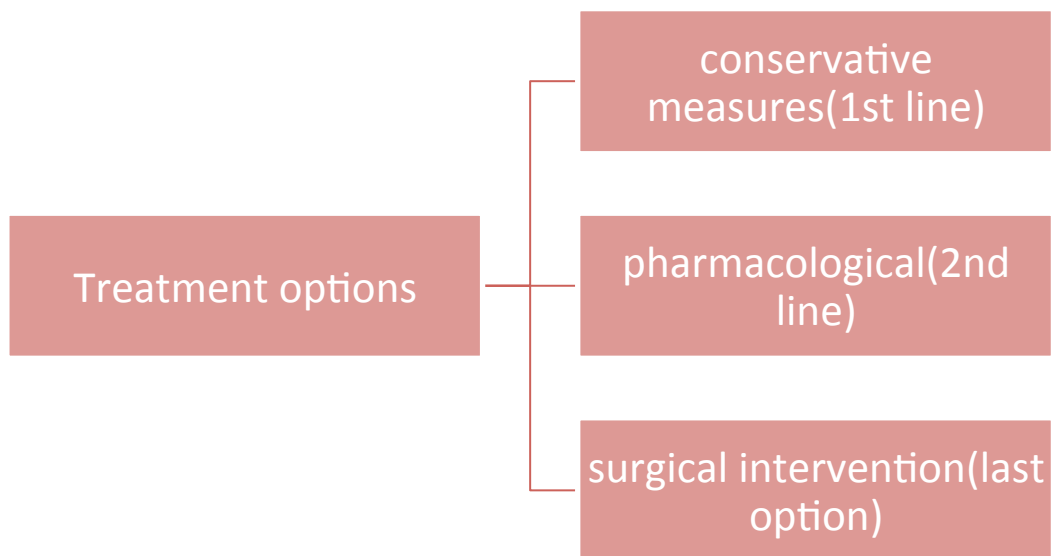 Treatment options
conservative
measures(1st line)
pharmacological(2nd
line)
surgical intervention(last
option)